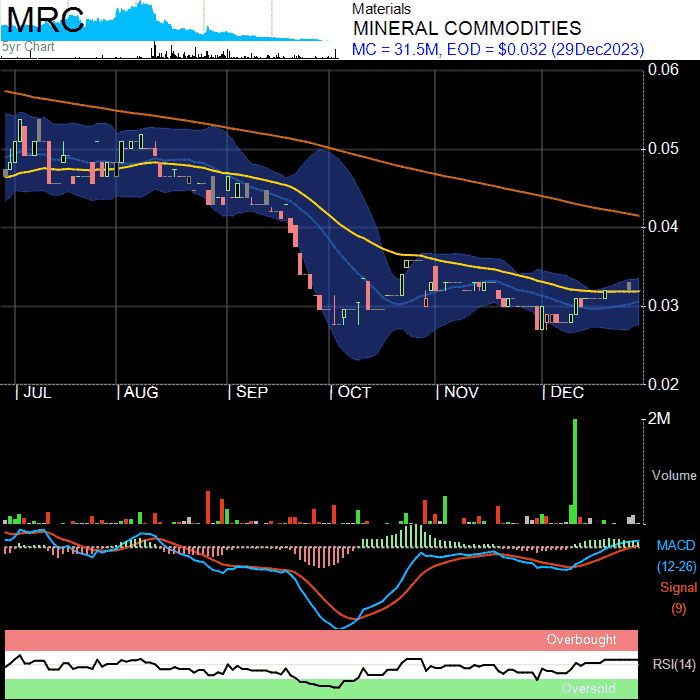 MRC
5yr Chart
Materials
MINERAL COMMODITIES
MC = 31.5M, EOD = $0.032 (29Dec2023)
0.06
0.05
0.04
0.03
0.02
JUL AUG SEP OCT NOV DEC
2M
Volume
MACD
(12-26)
Signal
(9)
Overbought
RSI(14)
Oversold